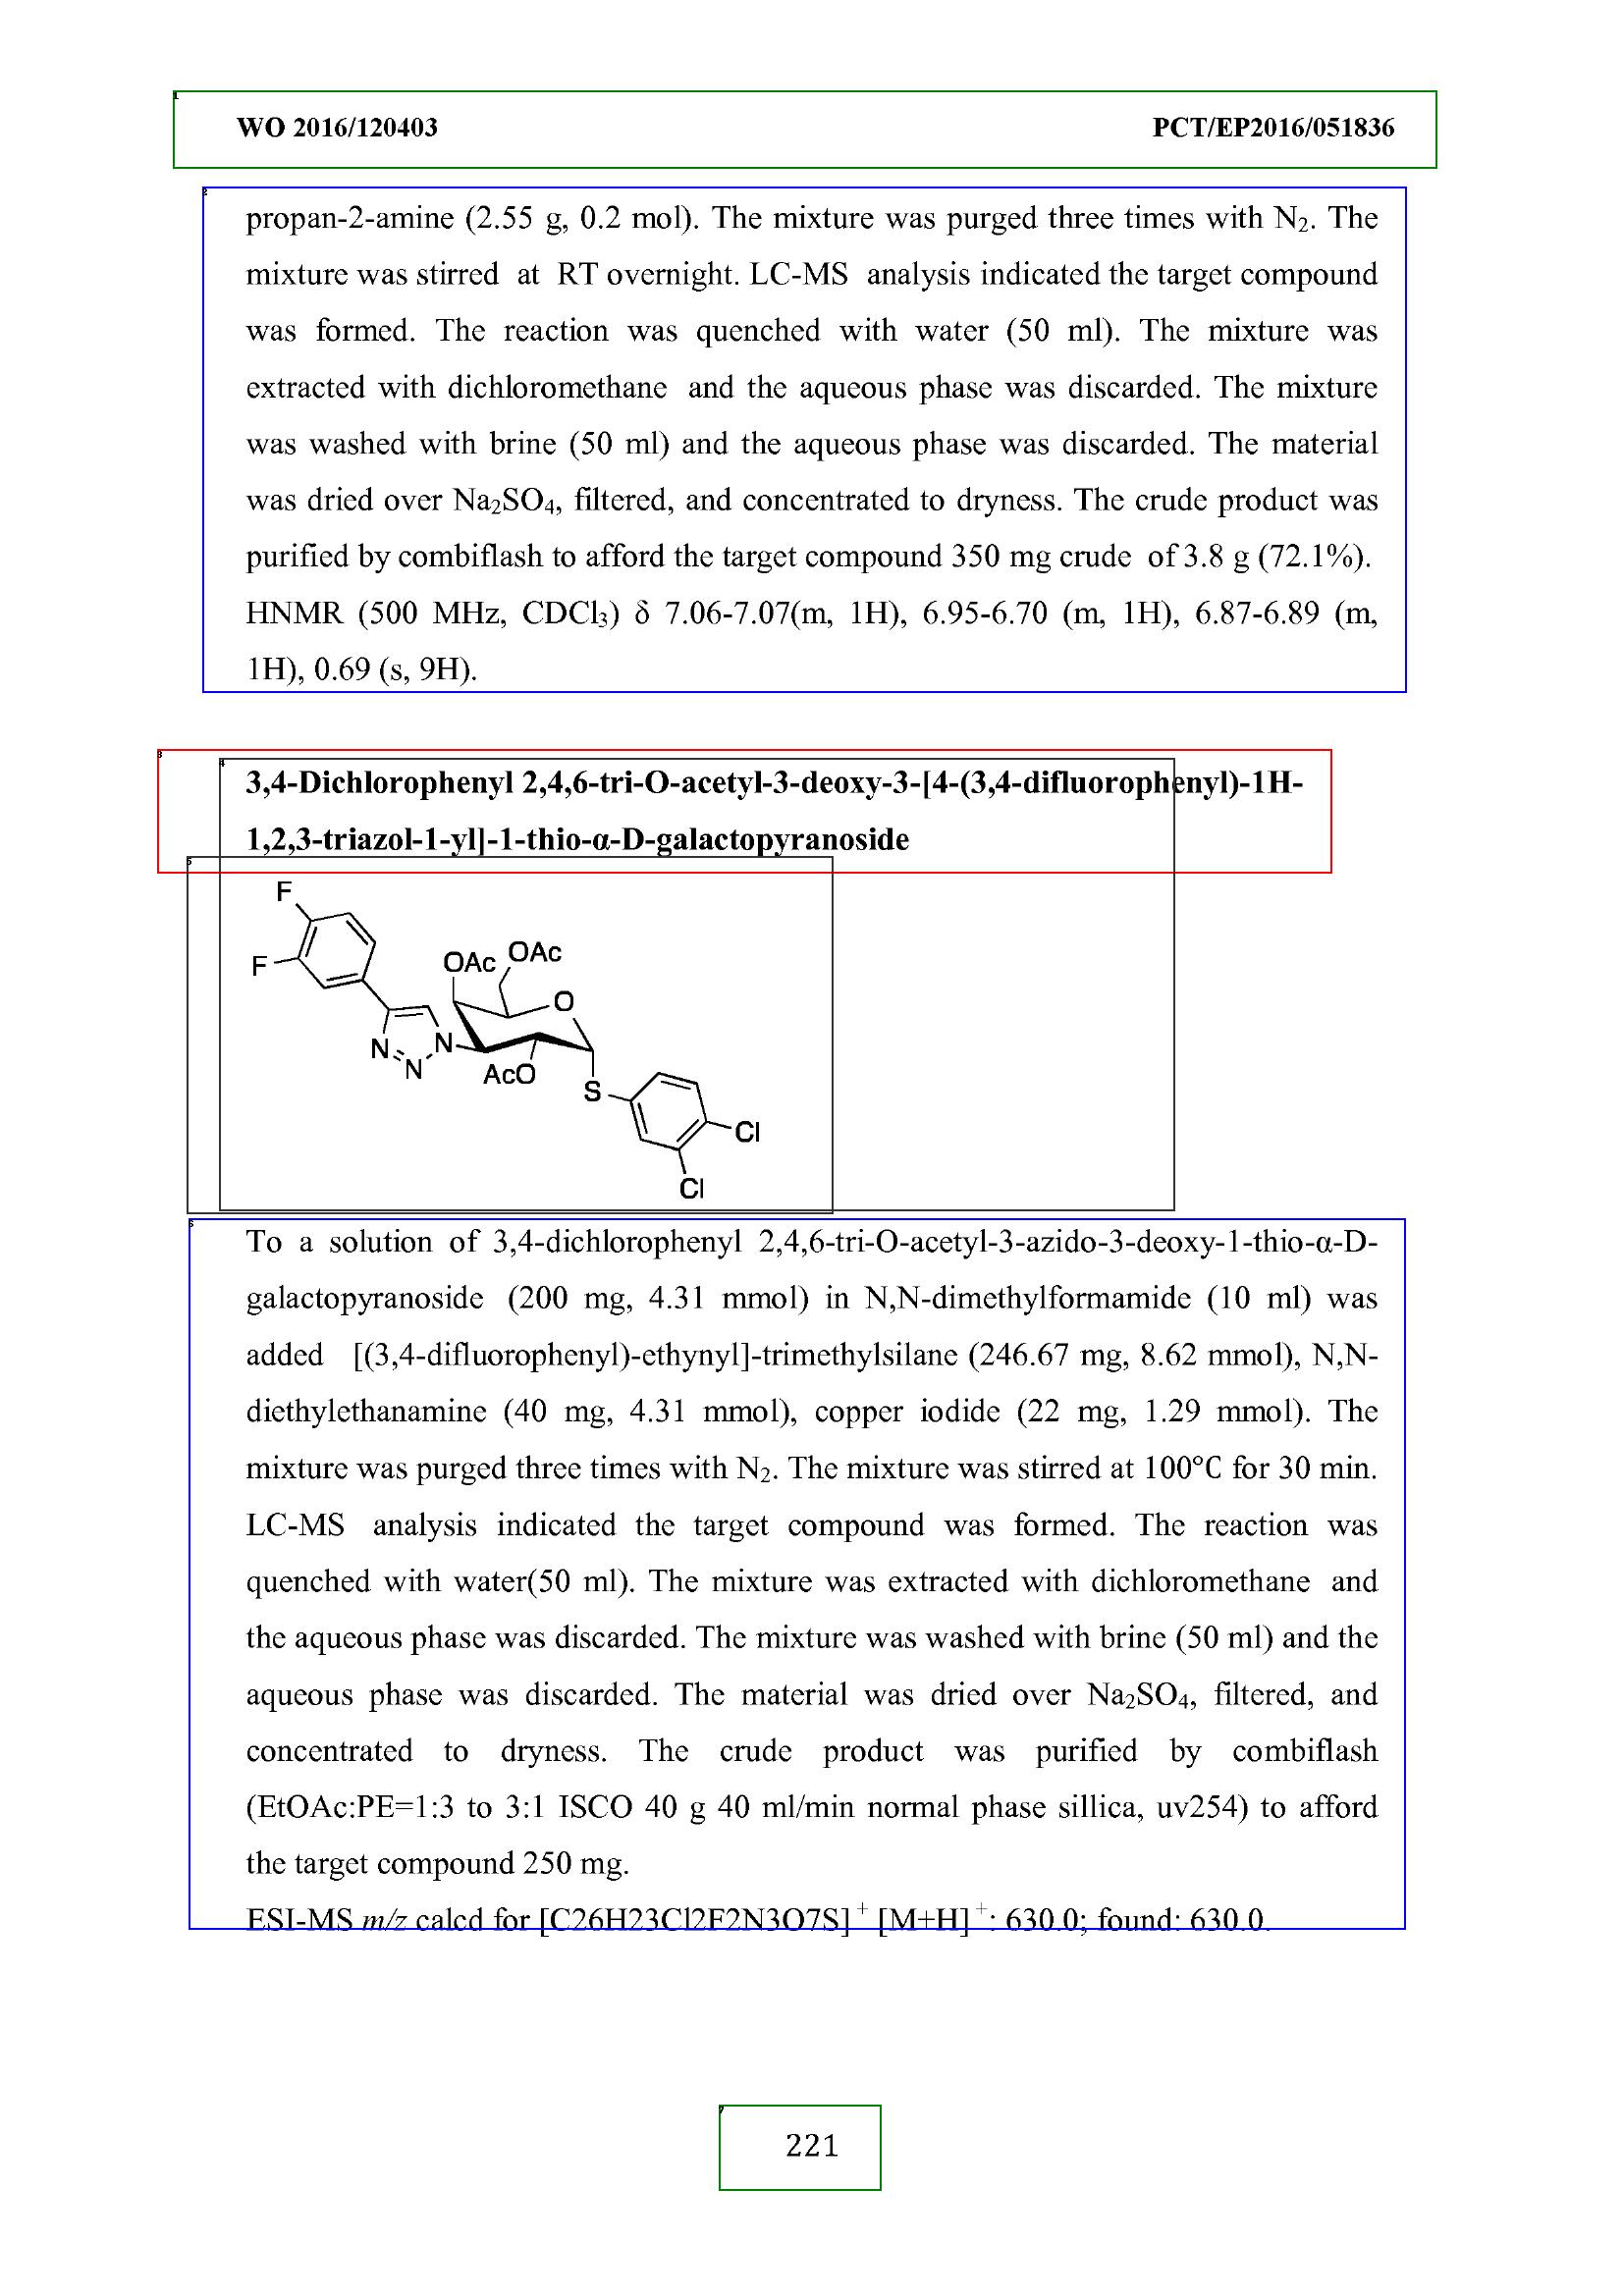 WO 2016/120403 PCT/EP2016/051836
propan-2-amine (2.55 g, 0.2 mol). The mixture was purged three times with N₂. The
mixture was stirred at RT overnight. LC-MS analysis indicated the target compound
was formed. The reaction was quenched with water (50 ml). The mixture was
extracted with dichloromethane and the aqueous phase was discarded. The mixture
was washed with brine (50 ml) and the aqueous phase was discarded. The material
was dried over Na₂SO₄, filtered, and concentrated to dryness. The crude product was
purified by combiflash to afford the target compound 350 mg crude of 3.8 g (72.1%).
HNMR (500 MHz, CDCl₃) δ 7.06-7.07(m, 1H), 6.95-6.70 (m, 1H), 6.87-6.89 (m,
1H), 0.69 (s, 9H).
3,4-Dichlorophenyl 2,4,6-tri-O-acetyl-3-deoxy-3-[4-(3,4-difluorophenyl)-1H-
1,2,3-triazol-1-yl]-1-thio-α-D-galactopyranoside
F
F
OAc OAc
O
N N N
AcO
S
Cl
Cl
To a solution of 3,4-dichlorophenyl 2,4,6-tri-O-acetyl-3-azido-3-deoxy-1-thio-α-D-
galactopyranoside (200 mg, 4.31 mmol) in N,N-dimethylformamide (10 ml) was
added [(3,4-difluorophenyl)-ethynyl]-trimethylsilane (246.67 mg, 8.62 mmol), N,N-
diethylethanamine (40 mg, 4.31 mmol), copper iodide (22 mg, 1.29 mmol). The
mixture was purged three times with N₂. The mixture was stirred at 100°C for 30 min.
LC-MS analysis indicated the target compound was formed. The reaction was
quenched with water(50 ml). The mixture was extracted with dichloromethane and
the aqueous phase was discarded. The mixture was washed with brine (50 ml) and the
aqueous phase was discarded. The material was dried over Na₂SO₄, filtered, and
concentrated to dryness. The crude product was purified by combiflash
(EtOAc:PE=1:3 to 3:1 ISCO 40 g 40 ml/min normal phase sillica, uv254) to afford
the target compound 250 mg.
ESI-MS m/z calcd for [C26H23Cl2F2N3O7S]⁺ [M+H]⁺: 630.0; found: 630.0.
221